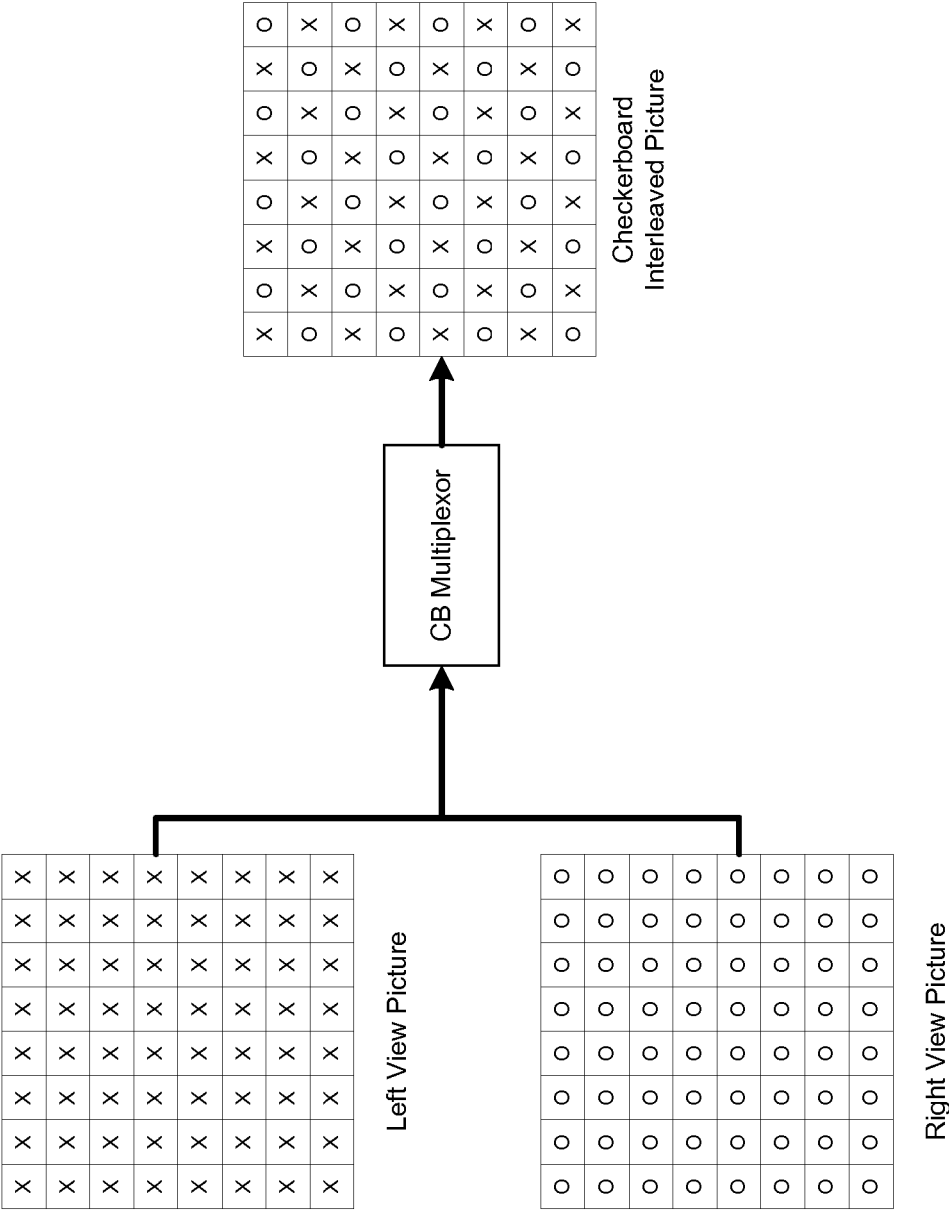 X X X X X X X X
X X X X X X X X
X X X X X X X X
X X X X X X X X
X X X X X X X X
X X X X X X X X
X X X X X X X X
X X X X X X X X
Left View Picture
O O O O O O O O
O O O O O O O O
O O O O O O O O
O O O O O O O O
O O O O O O O O
O O O O O O O O
O O O O O O O O
O O O O O O O O
Right View Picture
CB Multiplexor
X O X O X O X O
O X O X O X O X
X O X O X O X O
O X O X O X O X
X O X O X O X O
O X O X O X O X
X O X O X O X O
O X O X O X O X
Checkerboard
Interleaved Picture